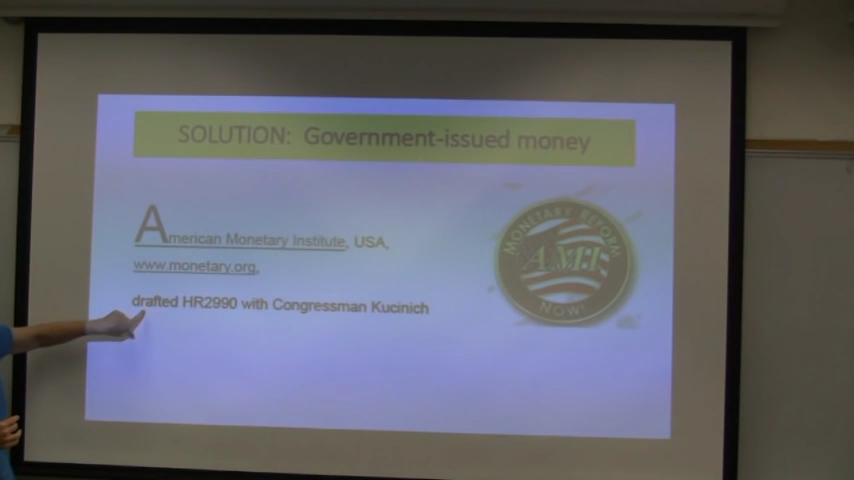 SOLUTION: Government-issued money
American Monetary Institute, USA,
www.monetary.org,
drafted HR2990 with Congressman Kucinich
MONETARY REFORM
AMI
NOW!